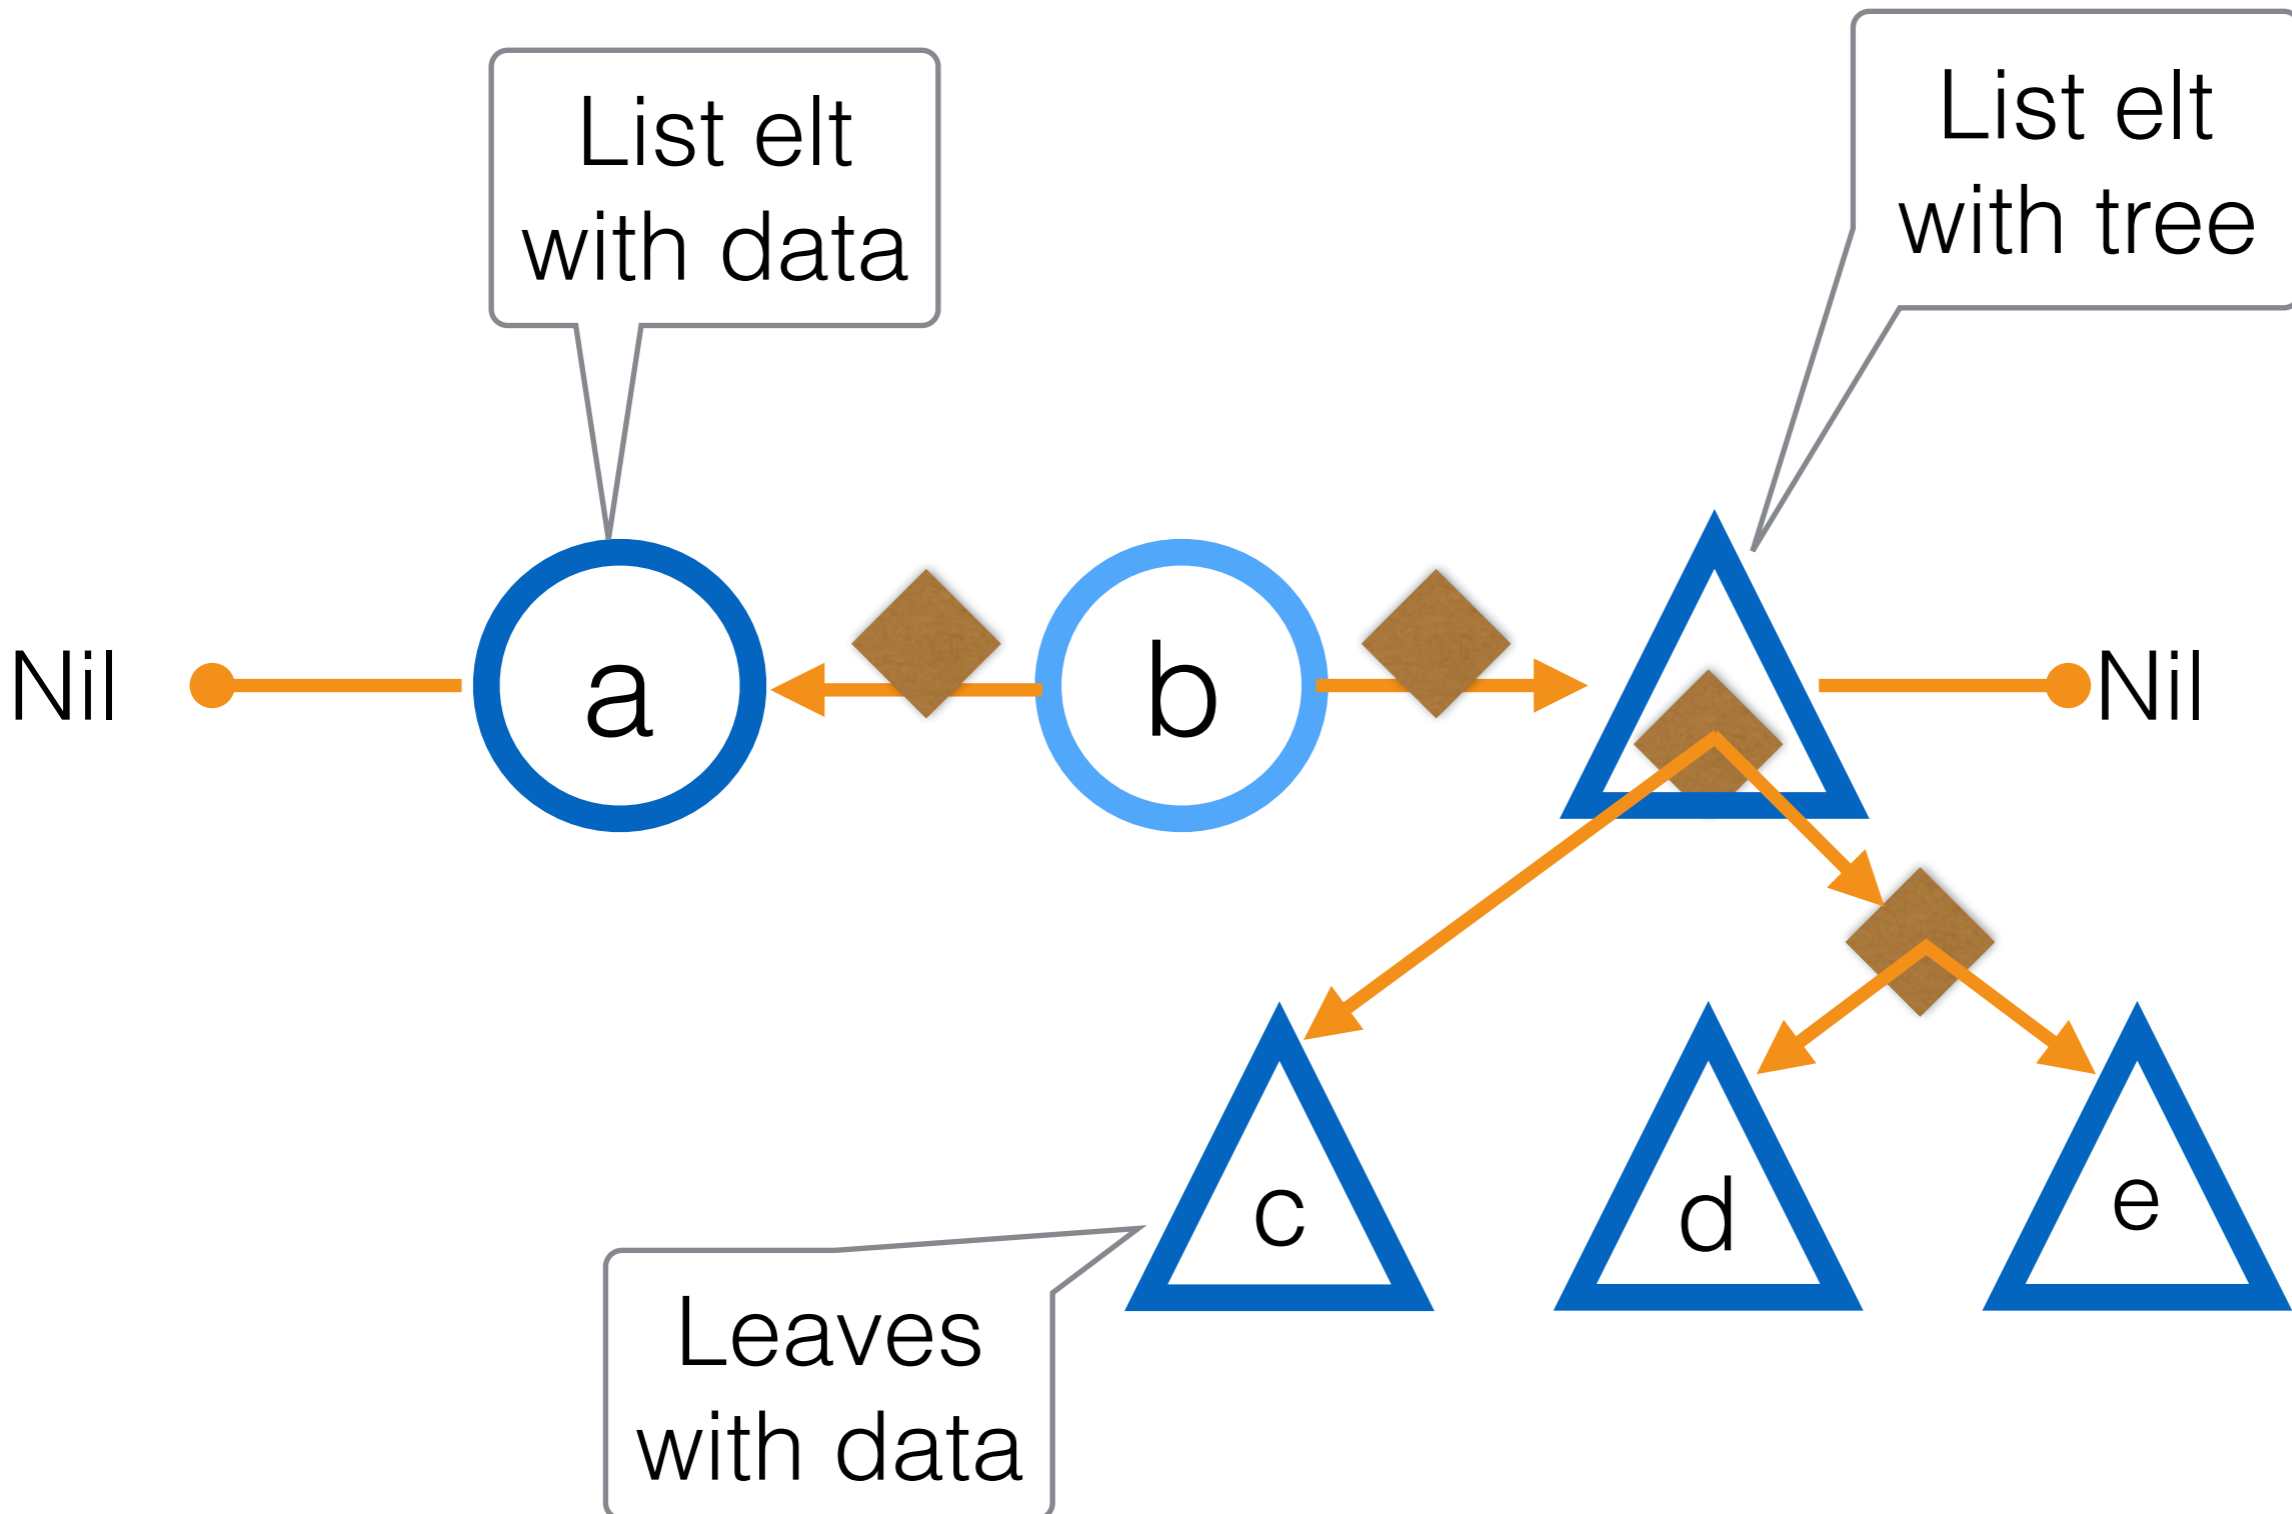 List elt
with data
List elt
with tree
Nil
a
b
Nil
c
d
e
Leaves
with data